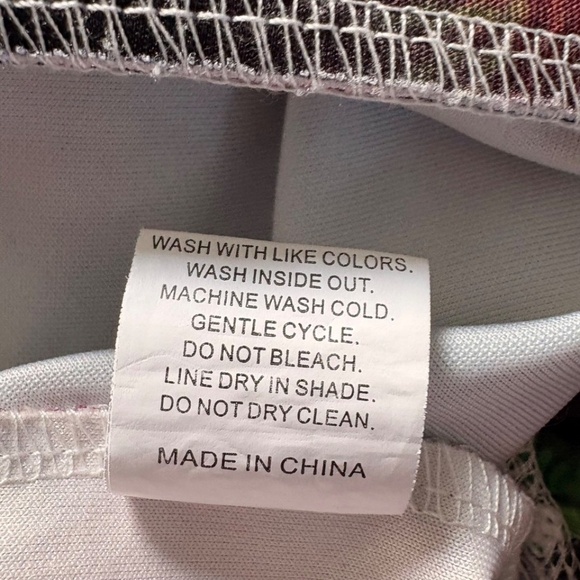 WASH WITH LIKE COLORS.
WASH INSIDE OUT.
MACHINE WASH COLD.
GENTLE CYCLE.
DO NOT BLEACH.
LINE DRY IN SHADE.
DO NOT DRY CLEAN.
MADE IN CHINA